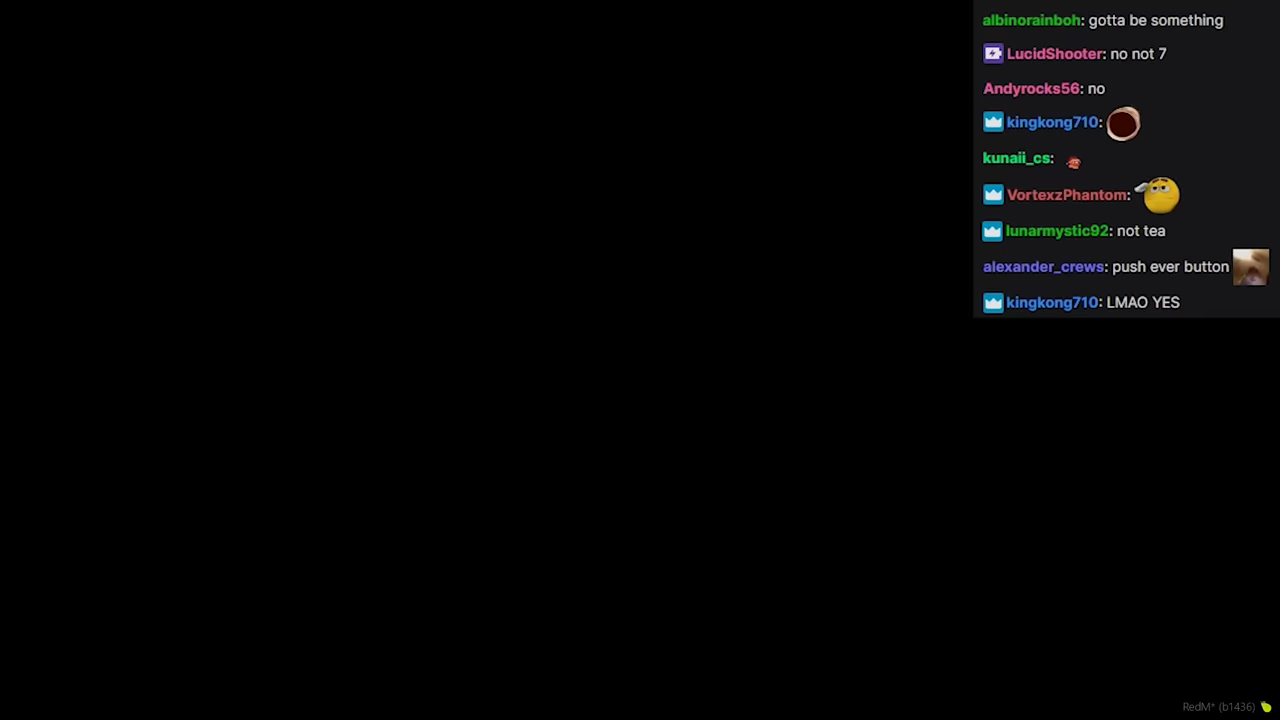 albinorainboh: gotta be something
LucidShooter: no not 7
Andyrocks56: no
kingkong710:
kunaii_cs:
VortexzPhantom:
lunarmystic92: not tea
alexander_crews: push ever button
kingkong710: LMAO YES
RedM* (b1436)